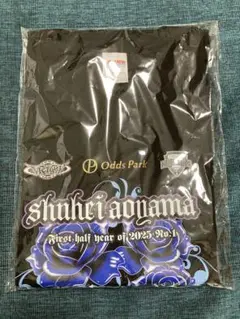 Odds Park
shuhei aoyama
First half year of 2025 No.1